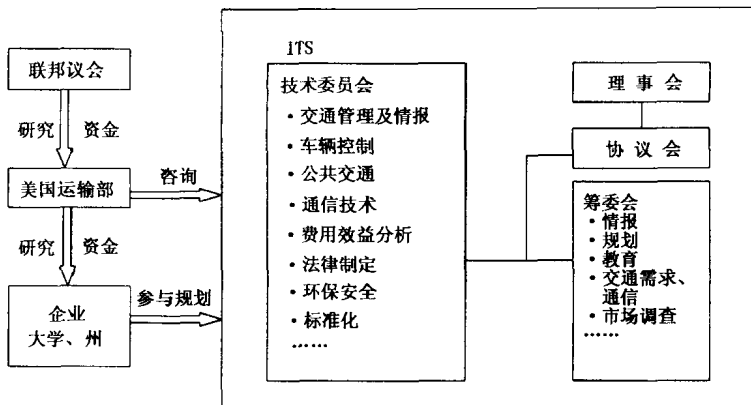 联邦议会
研究 资金
美国运输部
咨询
研究 资金
企业
大学、州
参与规划
ITS
技术委员会
·交通管理及情报
·车辆控制
·公共交通
·通信技术
·费用效益分析
·法律制定
·环保安全
·标准化
……
理事会
协议会
筹委会
·情报
·规划
·教育
·交通需求、
通信
·市场调查
……